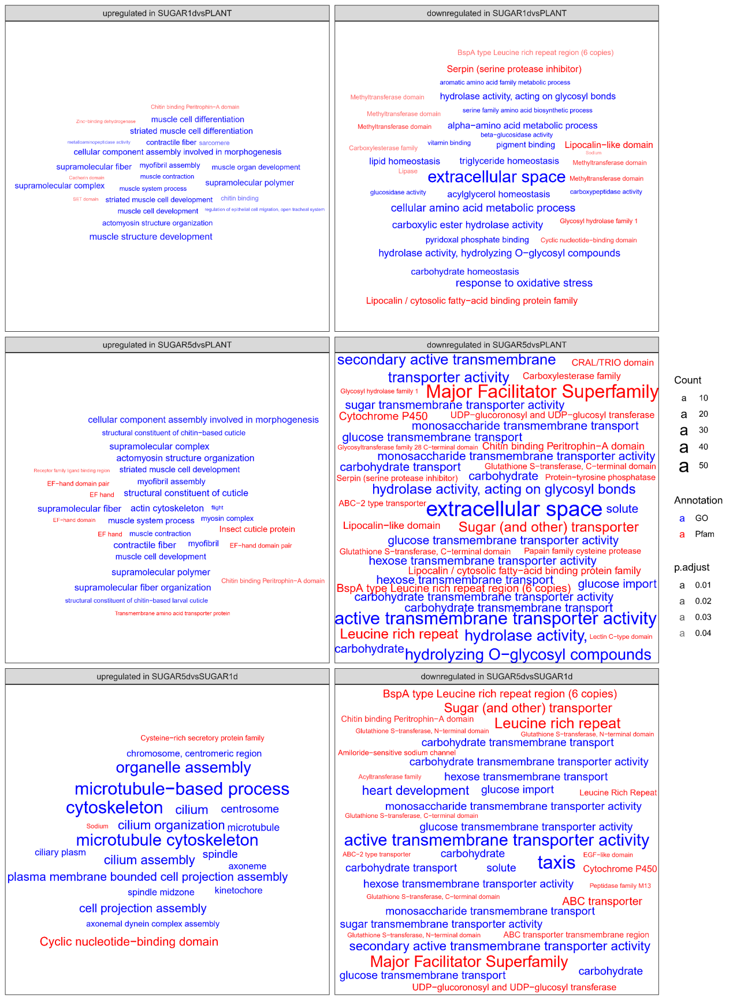 upregulated in SUGAR1dvsPLANT
Chitin binding Peritrophin−A domain
muscle cell differentiation
Zinc−binding dehydrogenase
striated muscle cell differentiation
metalloaminopeptidase activity
contractile fiber
sarcomere
cellular component assembly involved in morphogenesis
supramolecular fiber
myofibril assembly
muscle organ development
Cadherin domain
muscle contraction
supramolecular complex
muscle system process
supramolecular polymer
SET domain
striated muscle cell development
chitin binding
muscle cell development
regulation of epithelial cell migration, open tracheal system
actomyosin structure organization
muscle structure development
downregulated in SUGAR1dvsPLANT
BspA type Leucine rich repeat region (6 copies)
Serpin (serine protease inhibitor)
aromatic amino acid family metabolic process
Methyltransferase domain
hydrolase activity, acting on glycosyl bonds
Methyltransferase domain
serine family amino acid biosynthetic process
Methyltransferase domain
alpha−amino acid metabolic process
beta−glucosidase activity
vitamin binding
pigment binding
Lipocalin−like domain
Carboxylesterase family
Sodium
lipid homeostasis
triglyceride homeostasis
Methyltransferase domain
Lipase
extracellular space
Methyltransferase domain
glucosidase activity
acylglycerol homeostasis
carboxypeptidase activity
cellular amino acid metabolic process
carboxylic ester hydrolase activity
Glycosyl hydrolase family 1
pyridoxal phosphate binding
Cyclic nucleotide−binding domain
hydrolase activity, hydrolyzing O−glycosyl compounds
carbohydrate homeostasis
response to oxidative stress
Lipocalin / cytosolic fatty−acid binding protein family
upregulated in SUGAR5dvsPLANT
cellular component assembly involved in morphogenesis
structural constituent of chitin−based cuticle
supramolecular complex
actomyosin structure organization
Receptor family ligand binding region
striated muscle cell development
EF−hand domain pair
myofibril assembly
EF hand
structural constituent of cuticle
supramolecular fiber
actin cytoskeleton
flight
EF−hand domain
muscle system process
myosin complex
EF hand
muscle contraction
Insect cuticle protein
contractile fiber
myofibril
EF−hand domain pair
muscle cell development
supramolecular polymer
Chitin binding Peritrophin−A domain
supramolecular fiber organization
structural constituent of chitin−based larval cuticle
Transmembrane amino acid transporter protein
downregulated in SUGAR5dvsPLANT
secondary active transmembrane
CRAL/TRIO domain
transporter activity
Carboxylesterase family
Glycosyl hydrolase family 1
Major Facilitator Superfamily
sugar transmembrane transporter activity
Cytochrome P450
UDP−glucoronosyl and UDP−glucosyl transferase
monosaccharide transmembrane transport
glucose transmembrane transport
Glycosyltransferase family 28 C−terminal domain
Chitin binding Peritrophin−A domain
monosaccharide transmembrane transporter activity
carbohydrate transport
Glutathione S−transferase, C−terminal domain
Serpin (serine protease inhibitor)
carbohydrate
Protein−tyrosine phosphatase
hydrolase activity, acting on glycosyl bonds
ABC−2 type transporter
extracellular space
solute
Lipocalin−like domain
Sugar (and other) transporter
glucose transmembrane transporter activity
Glutathione S−transferase, C−terminal domain
Papain family cysteine protease
hexose transmembrane transporter activity
Lipocalin / cytosolic fatty−acid binding protein family
hexose transmembrane transport
glucose import
BspA type Leucine rich repeat region (6 copies)
carbohydrate transmembrane transporter activity
carbohydrate transmembrane transport
active transmembrane transporter activity
Leucine rich repeat
hydrolase activity,
Lectin C−type domain
carbohydrate
hydrolyzing O−glycosyl compounds
upregulated in SUGAR5dvsSUGAR1d
Cysteine−rich secretory protein family
chromosome, centromeric region
organelle assembly
microtubule−based process
cytoskeleton
cilium
centrosome
Sodium
cilium organization
microtubule
microtubule cytoskeleton
ciliary plasm
cilium assembly
spindle
axoneme
plasma membrane bounded cell projection assembly
spindle midzone
kinetochore
cell projection assembly
axonemal dynein complex assembly
Cyclic nucleotide−binding domain
downregulated in SUGAR5dvsSUGAR1d
BspA type Leucine rich repeat region (6 copies)
Sugar (and other) transporter
Chitin binding Peritrophin−A domain
Leucine rich repeat
Glutathione S−transferase, N−terminal domain
Glutathione S−transferase, N−terminal domain
carbohydrate transmembrane transport
Amiloride−sensitive sodium channel
carbohydrate transmembrane transporter activity
Acyltransferase family
hexose transmembrane transport
heart development
glucose import
Leucine Rich Repeat
monosaccharide transmembrane transporter activity
Glutathione S−transferase, C−terminal domain
glucose transmembrane transporter activity
active transmembrane transporter activity
ABC−2 type transporter
carbohydrate
EGF−like domain
carbohydrate transport
solute
taxis
Cytochrome P450
hexose transmembrane transporter activity
Peptidase family M13
Glutathione S−transferase, C−terminal domain
ABC transporter
monosaccharide transmembrane transport
sugar transmembrane transporter activity
Glutathione S−transferase, N−terminal domain
ABC transporter transmembrane region
secondary active transmembrane transporter activity
Major Facilitator Superfamily
carbohydrate
glucose transmembrane transport
UDP−glucoronosyl and UDP−glucosyl transferase
Count
a 10
a 20
a 30
a 40
a 50
Annotation
a GO
a Pfam
p.adjust
a 0.01
a 0.02
a 0.03
a 0.04